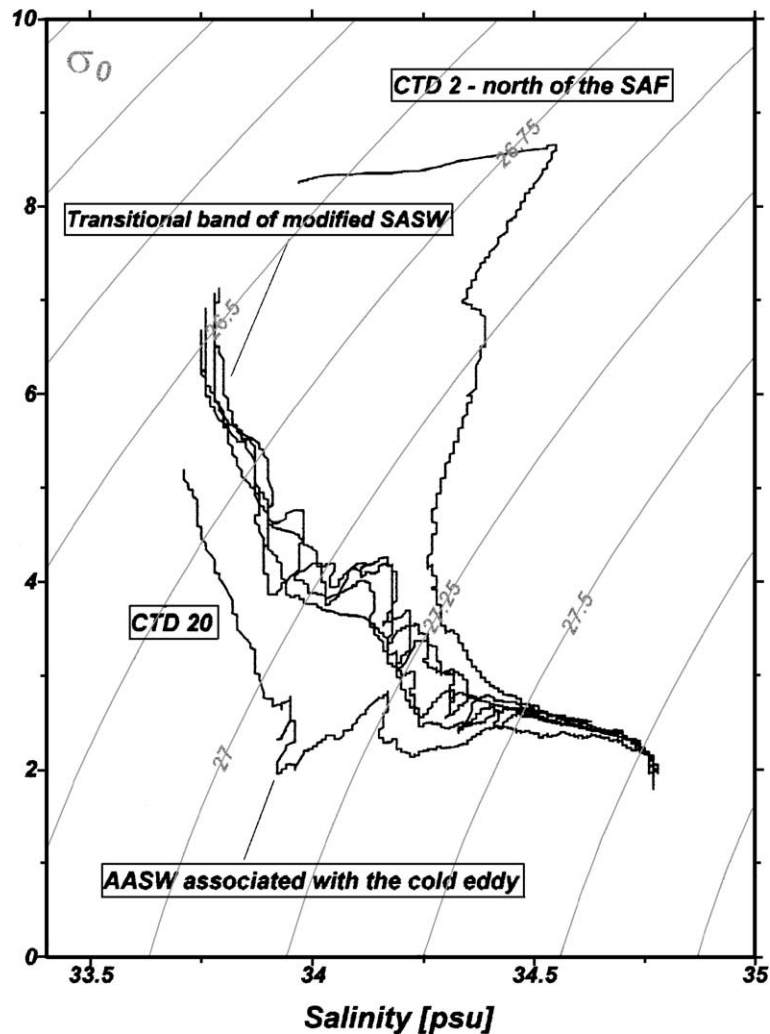 10
σ0
CTD 2 - north of the SAF
26.75
8
Transitional band of modified SASW
26.5
6
4
CTD 20
27.25
27.5
27
2
AASW associated with the cold eddy
0
33.5
34
34.5
35
Salinity [psu]